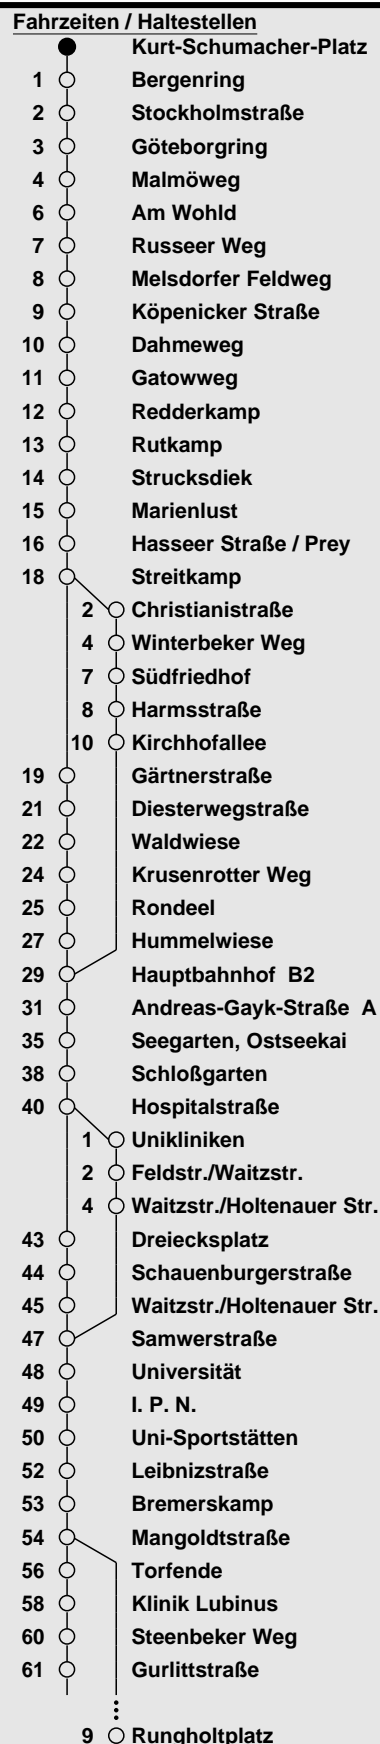 Fahrzeiten / Haltestellen
Kurt-Schumacher-Platz
1 Bergenring
2 Stockholmstraße
3 Göteborgring
4 Malmöweg
6 Am Wohld
7 Russeer Weg
8 Melsdorfer Feldweg
9 Köpenicker Straße
10 Dahmeweg
11 Gatowweg
12 Redderkamp
13 Rutkamp
14 Strucksdiek
15 Marienlust
16 Hasseer Straße / Prey
18 Streitkamp
2 Christianistraße
4 Winterbeker Weg
7 Südfriedhof
8 Harmsstraße
10 Kirchhofallee
19 Gärtnerstraße
21 Diesterwegstraße
22 Waldwiese
24 Krusenrotter Weg
25 Rondeel
27 Hummelwiese
29 Hauptbahnhof B2
31 Andreas-Gayk-Straße A
35 Seegarten, Ostseekai
38 Schloßgarten
40 Hospitalstraße
1 Unikliniken
2 Feldstr./Waitzstr.
4 Waitzstr./Holtenauer Str.
43 Dreiecksplatz
44 Schauenburgerstraße
45 Waitzstr./Holtenauer Str.
47 Samwerstraße
48 Universität
49 I. P. N.
50 Uni-Sportstätten
52 Leibnizstraße
53 Bremerskamp
54 Mangoldtstraße
56 Torfende
58 Klinik Lubinus
60 Steenbeker Weg
61 Gurlittstraße
9 Rungholtplatz